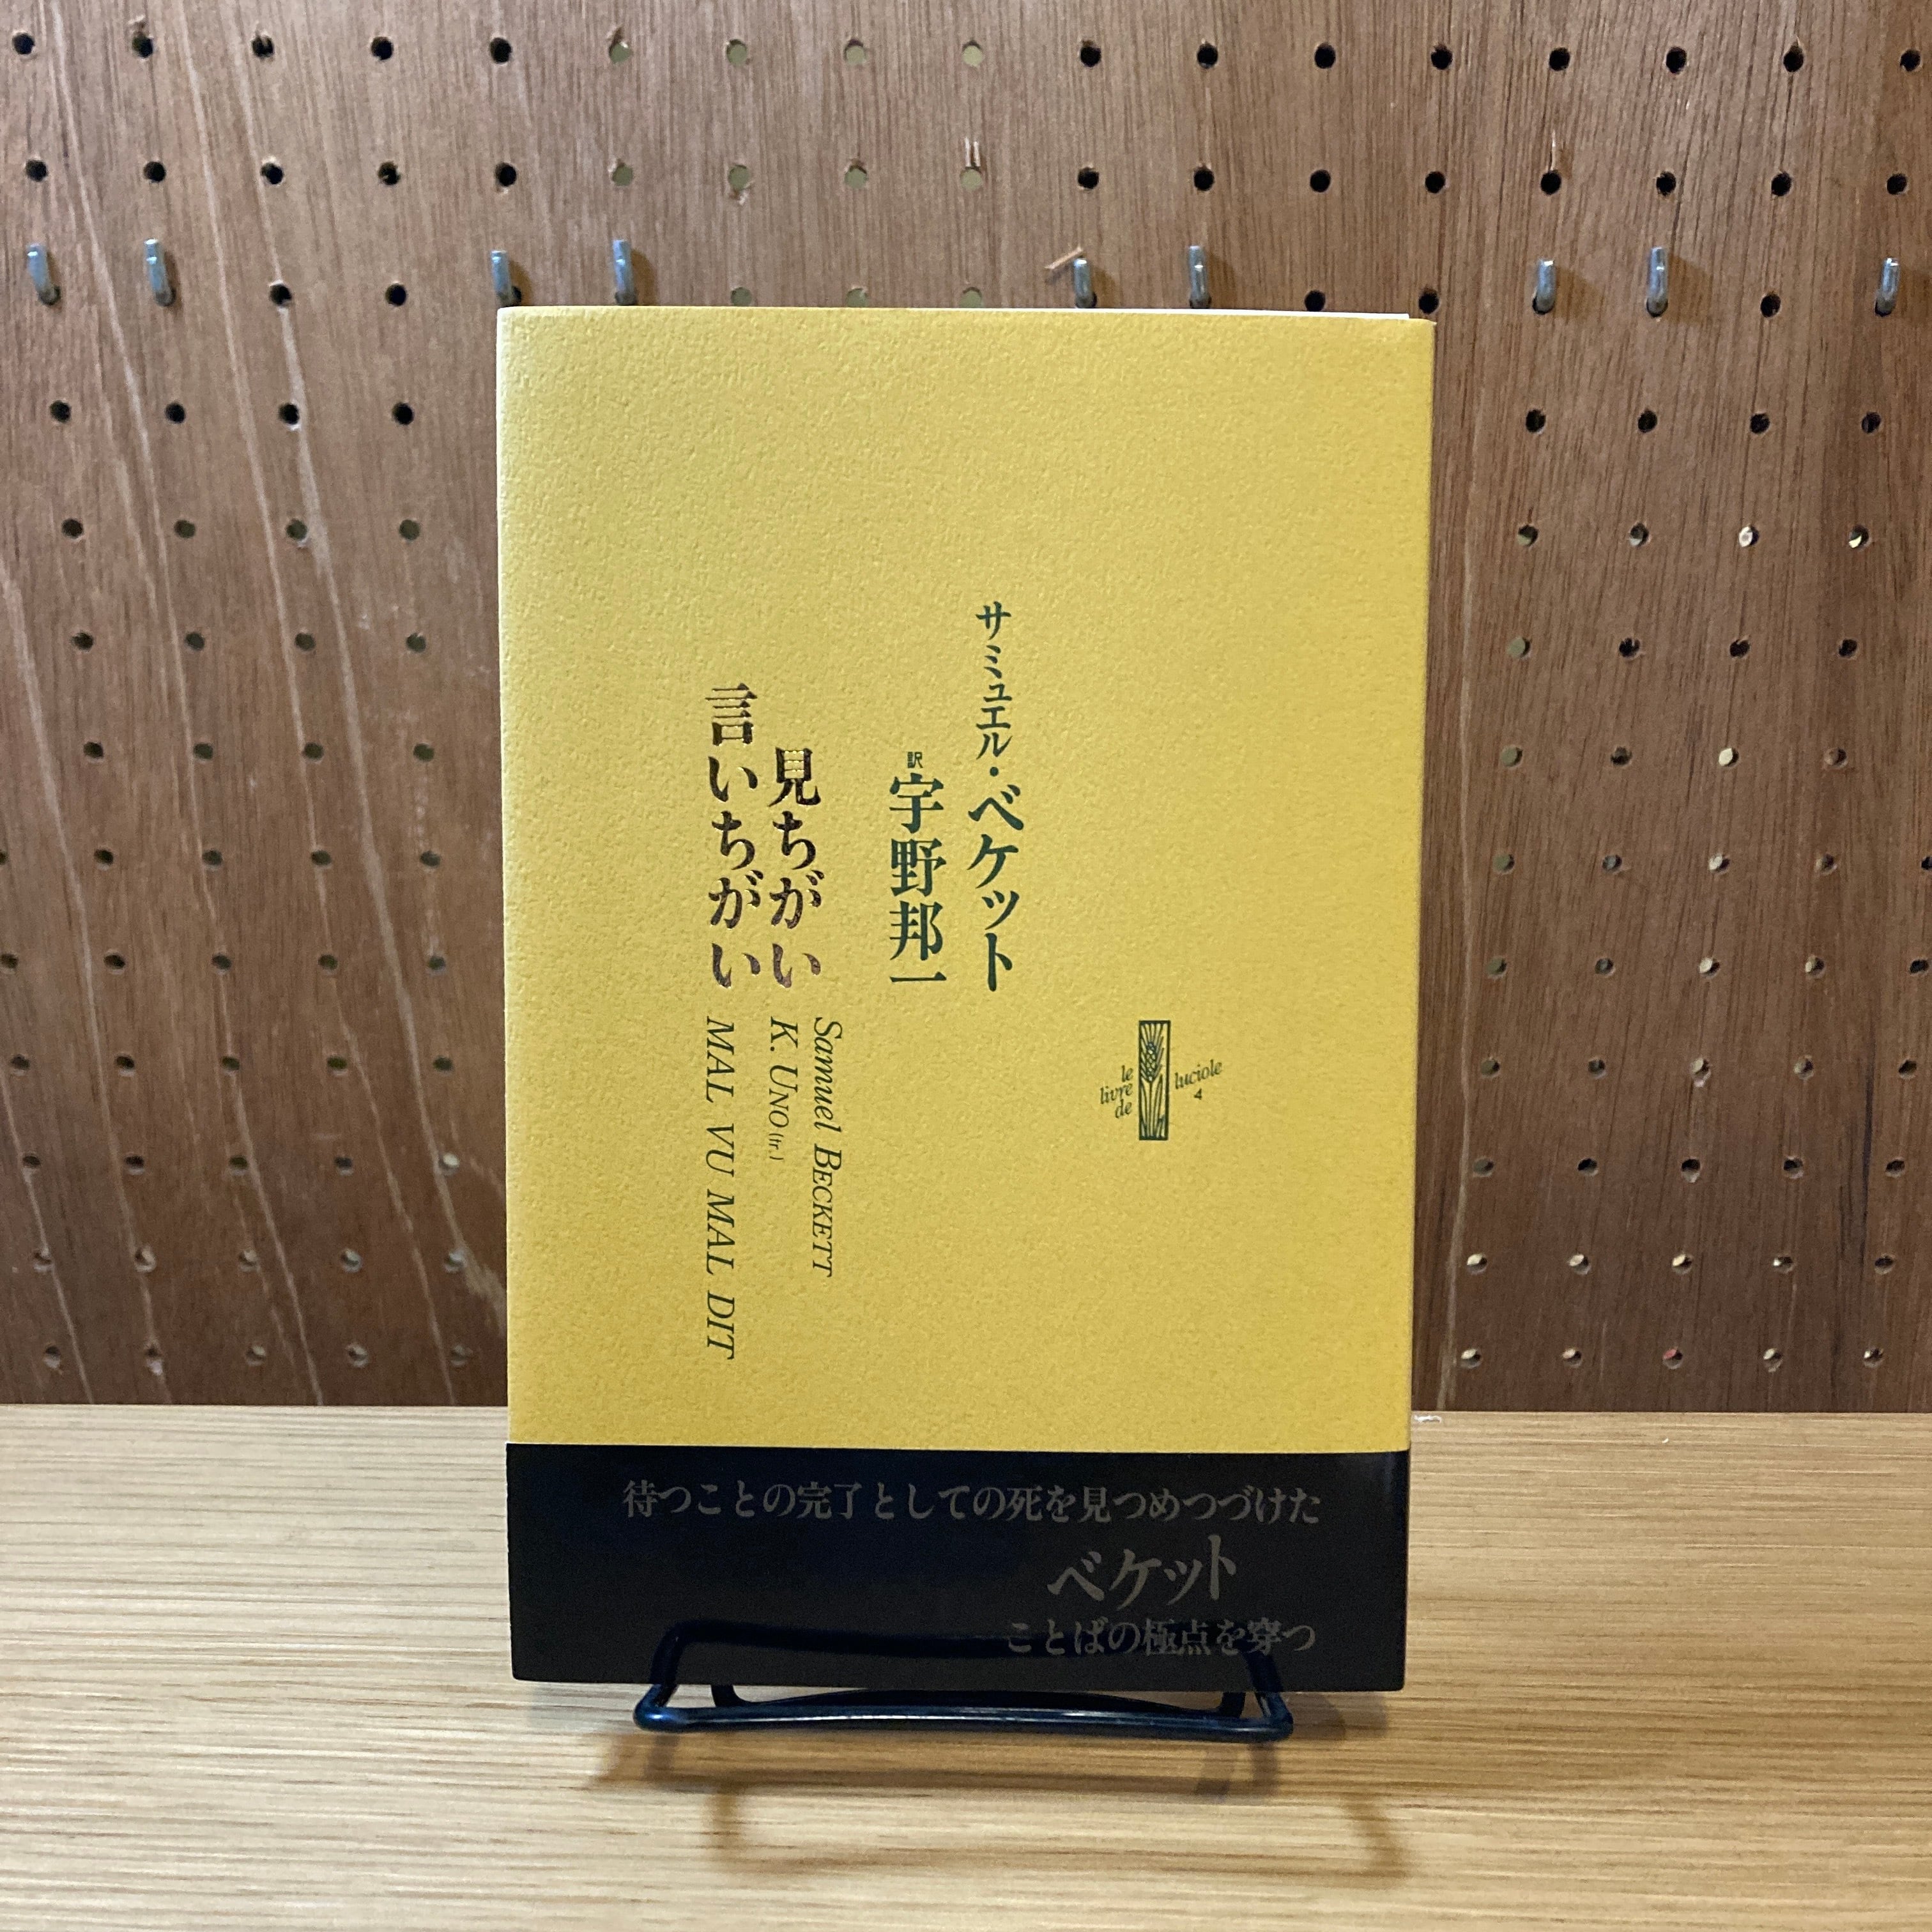 サミュエル・ベケット
訳 宇野邦一
見ちがい
言いちがい
Samuel BECKETT
K. UNO (tr.)
MAL VU MAL DIT
le
livre
de
luciole
4
待つことの完了としての死を見つめつづけた
ベケット
ことばの極点を穿つ